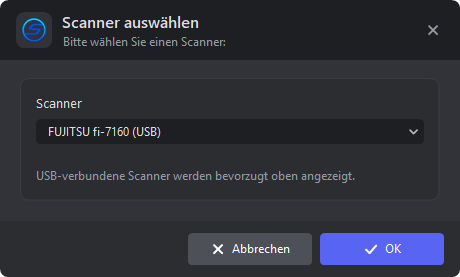 Scanner auswählen
Bitte wählen Sie einen Scanner:
Scanner
FUJITSU fi-7160 (USB)
USB-verbundene Scanner werden bevorzugt oben angezeigt.
Abbrechen
OK